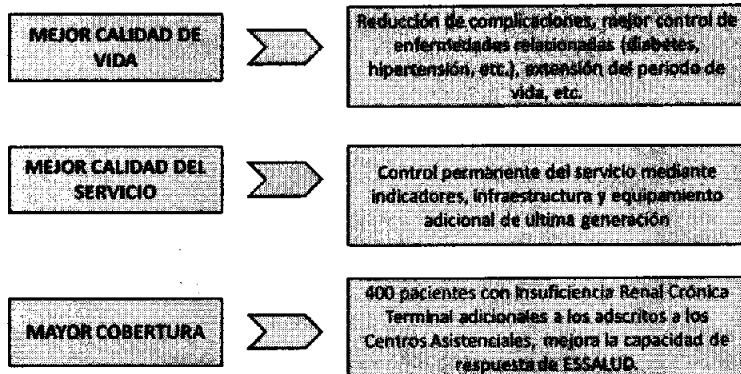 MEJOR CALIDAD DE
VIDA
Reducción de complicaciones, mejor control de
enfermedades relacionadas (diabetes,
hipertensión, etc.), extensión del periodo de
vida, etc.
MEJOR CALIDAD DEL
SERVICIO
Control permanente del servicio mediante
indicadores, infraestructura y equipamiento
adicional de ultima generación
MAYOR COBERTURA
400 pacientes con Insuficiencia Renal Crónica
Terminal adicionales a los adscritos a los
Centros Asistenciales, mejora la capacidad de
respuesta de ESSALUD.